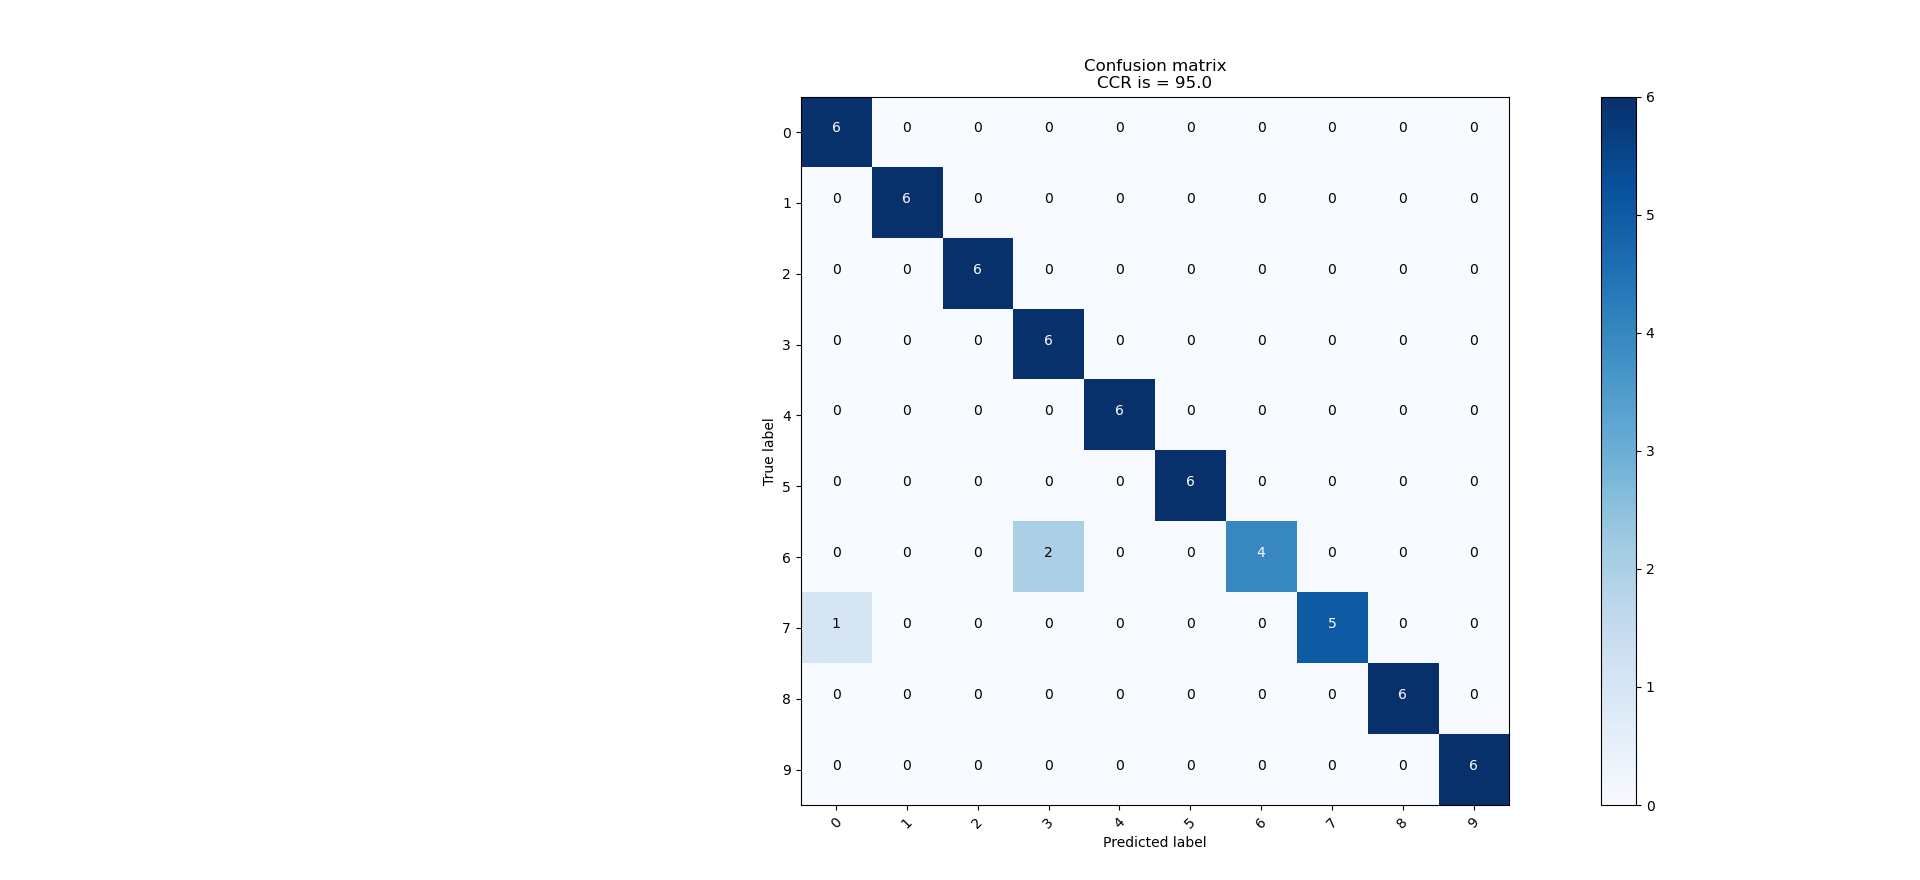 Confusion matrix
CCR is = 95.0
0 6 0 0 0 0 0 0 0 0 0
1 0 6 0 0 0 0 0 0 0 0
2 0 0 6 0 0 0 0 0 0 0
3 0 0 0 6 0 0 0 0 0 0
4 0 0 0 0 6 0 0 0 0 0
5 0 0 0 0 0 6 0 0 0 0
6 0 0 0 2 0 0 4 0 0 0
7 1 0 0 0 0 0 0 5 0 0
8 0 0 0 0 0 0 0 0 6 0
9 0 0 0 0 0 0 0 0 0 6
0 1 2 3 4 5 6 7 8 9
True label
Predicted label
6
5
4
3
2
1
0